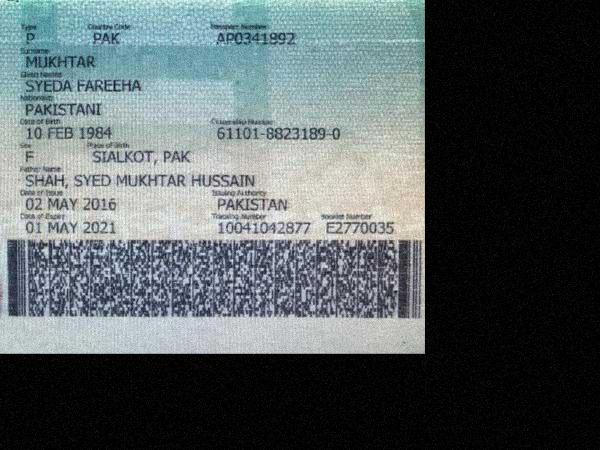 Type Country Code Passport Number
P PAK AP0341892
Surname
MUKHTAR
Given Names
SYEDA FAREEHA
Nationality
PAKISTANI
Date of Birth Citizenship Number
10 FEB 1984 61101-8823189-0
Sex Place of Birth
F SIALKOT, PAK
Father Name
SHAH, SYED MUKHTAR HUSSAIN
Date of Issue Issuing Authority
02 MAY 2016 PAKISTAN
Date of Expiry Tracking Number Booklet Number
01 MAY 2021 10041042877 E2770035